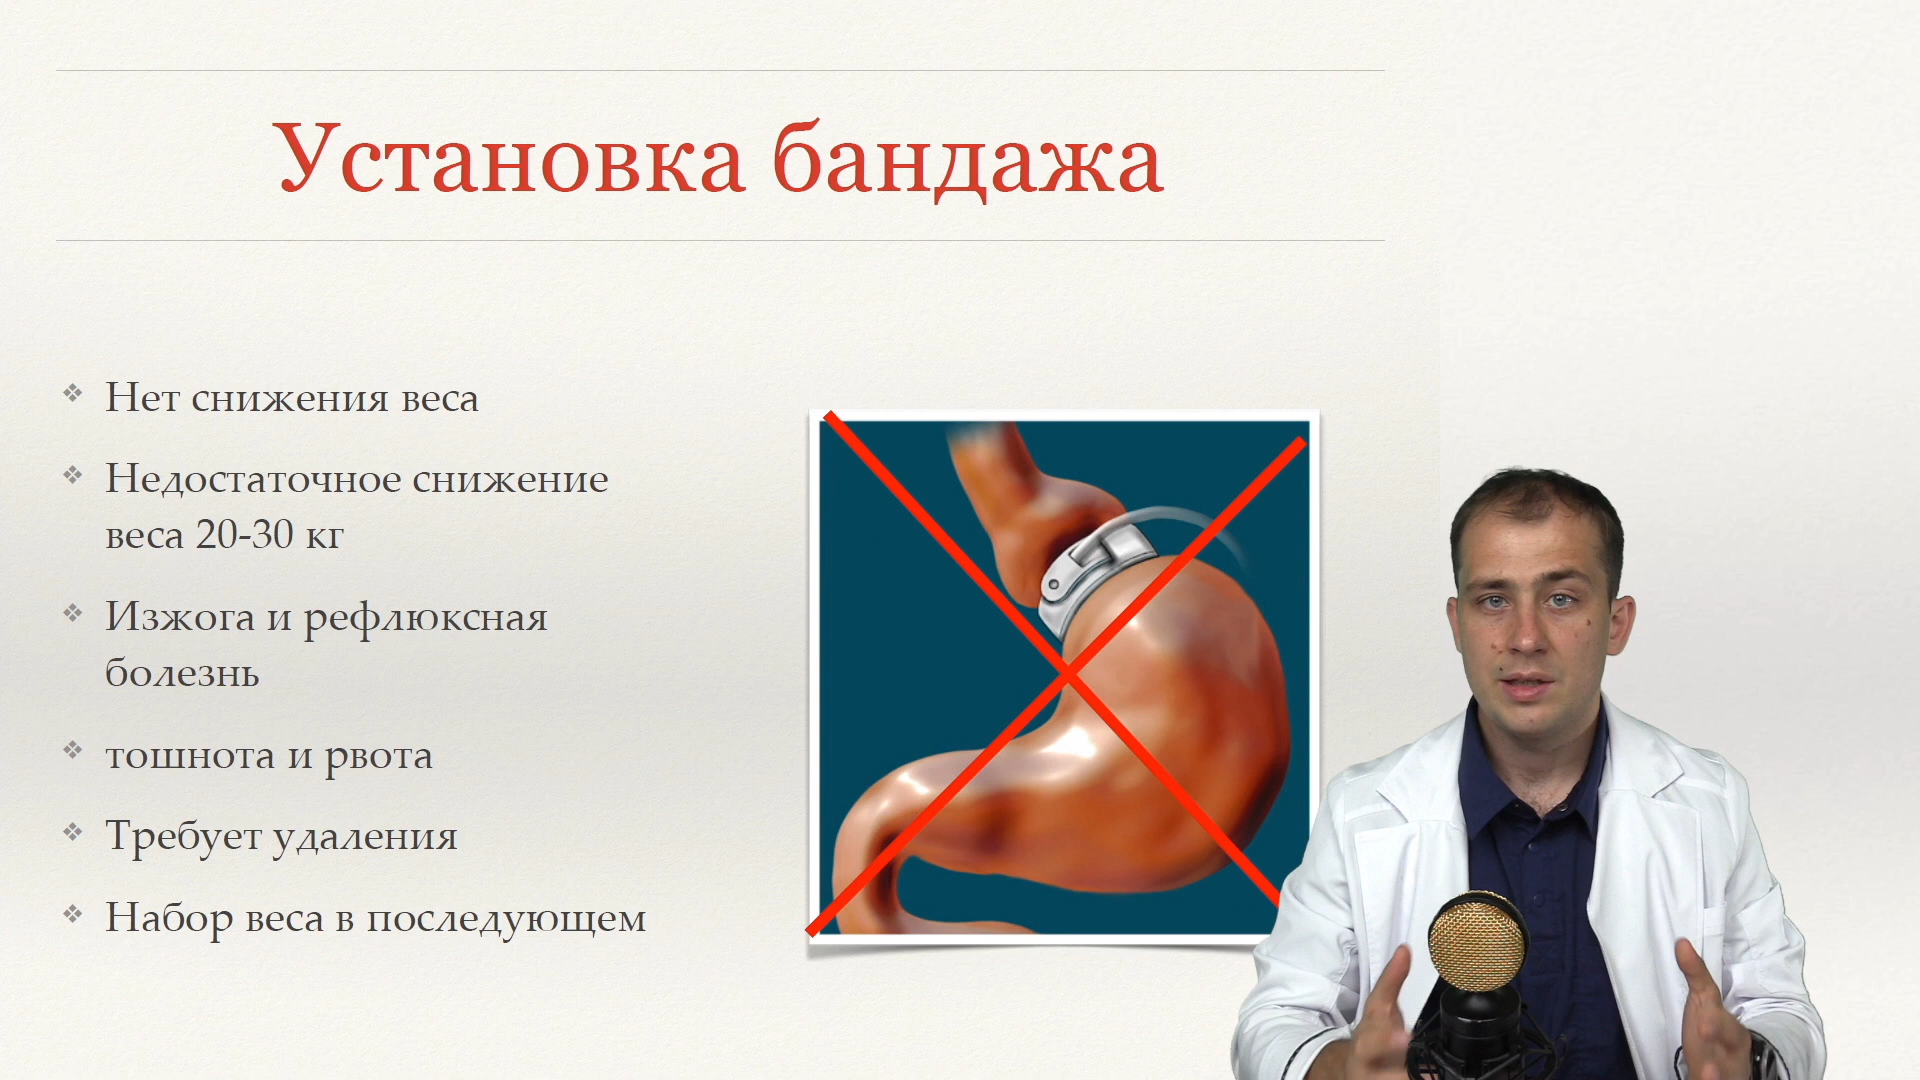 Установка бандажа
Нет снижения веса
Недостаточное снижение
веса 20-30 кг
Изжога и рефлюксная
болезнь
тошнота и рвота
Требует удаления
Набор веса в последующем